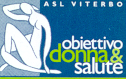 ASL VITERBO
obiettivo
donna&
salute